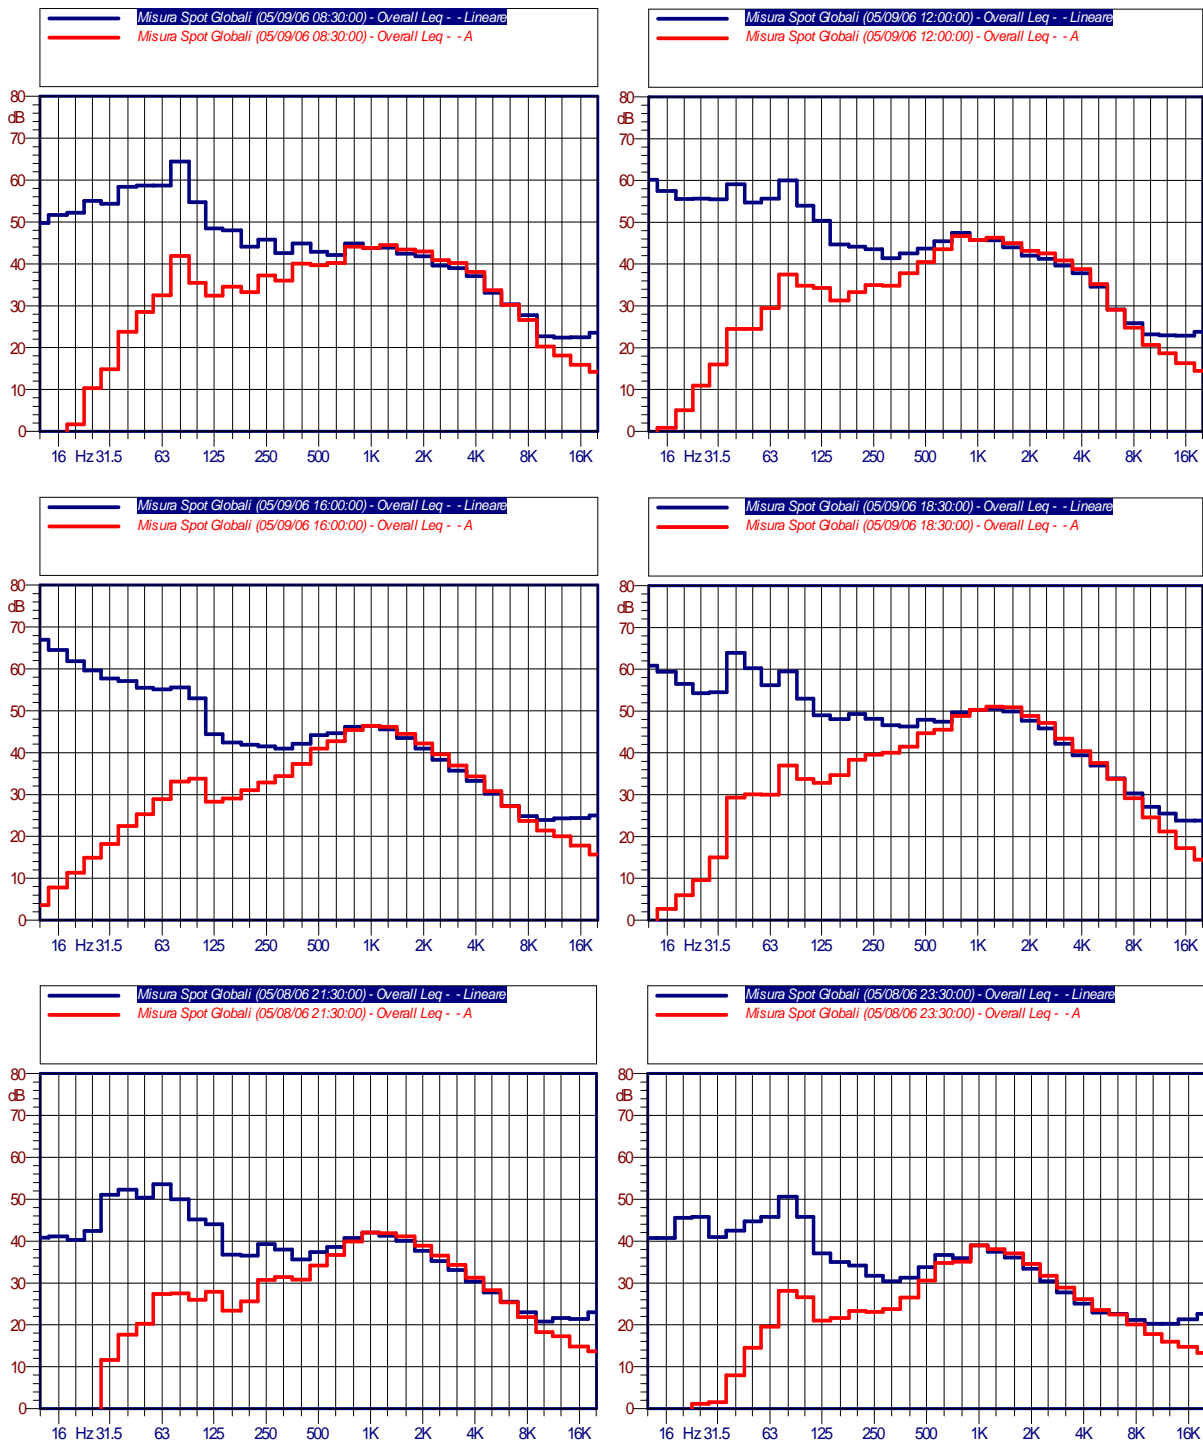 Misura Spot Globali (05/09/06 08:30:00) - Overall Leq - - Lineare
Misura Spot Globali (05/09/06 08:30:00) - Overall Leq - - A
80
dB
70
60
50
40
30
20
10
0
16 Hz 31.5 63 125 250 500 1K 2K 4K 8K 16K
Misura Spot Globali (05/09/06 12:00:00) - Overall Leq - - Lineare
Misura Spot Globali (05/09/06 12:00:00) - Overall Leq - - A
80
dB
70
60
50
40
30
20
10
0
16 Hz 31.5 63 125 250 500 1K 2K 4K 8K 16K
Misura Spot Globali (05/09/06 16:00:00) - Overall Leq - - Lineare
Misura Spot Globali (05/09/06 16:00:00) - Overall Leq - - A
80
dB
70
60
50
40
30
20
10
0
16 Hz 31.5 63 125 250 500 1K 2K 4K 8K 16K
Misura Spot Globali (05/09/06 18:30:00) - Overall Leq - - Lineare
Misura Spot Globali (05/09/06 18:30:00) - Overall Leq - - A
80
dB
70
60
50
40
30
20
10
0
16 Hz 31.5 63 125 250 500 1K 2K 4K 8K 16K
Misura Spot Globali (05/08/06 21:30:00) - Overall Leq - - Lineare
Misura Spot Globali (05/08/06 21:30:00) - Overall Leq - - A
80
dB
70
60
50
40
30
20
10
0
16 Hz 31.5 63 125 250 500 1K 2K 4K 8K 16K
Misura Spot Globali (05/08/06 23:30:00) - Overall Leq - - Lineare
Misura Spot Globali (05/08/06 23:30:00) - Overall Leq - - A
80
dB
70
60
50
40
30
20
10
0
16 Hz 31.5 63 125 250 500 1K 2K 4K 8K 16K